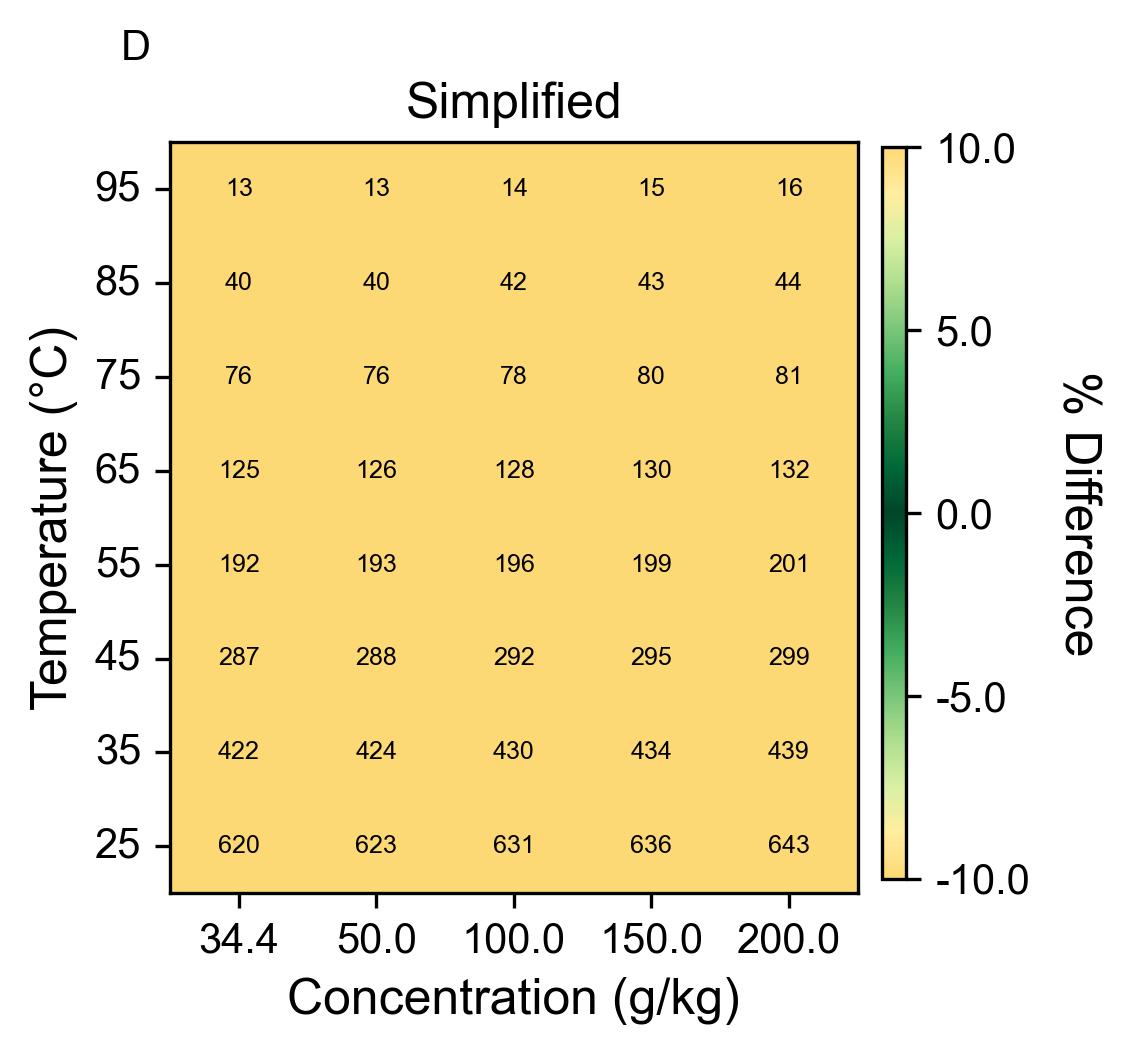 D
Simplified
95 13 13 14 15 16
85 40 40 42 43 44
75 76 76 78 80 81
65 125 126 128 130 132
55 192 193 196 199 201
45 287 288 292 295 299
35 422 424 430 434 439
25 620 623 631 636 643
34.4 50.0 100.0 150.0 200.0
Concentration (g/kg)
Temperature (°C)
10.0
5.0
0.0
-5.0
-10.0
% Difference